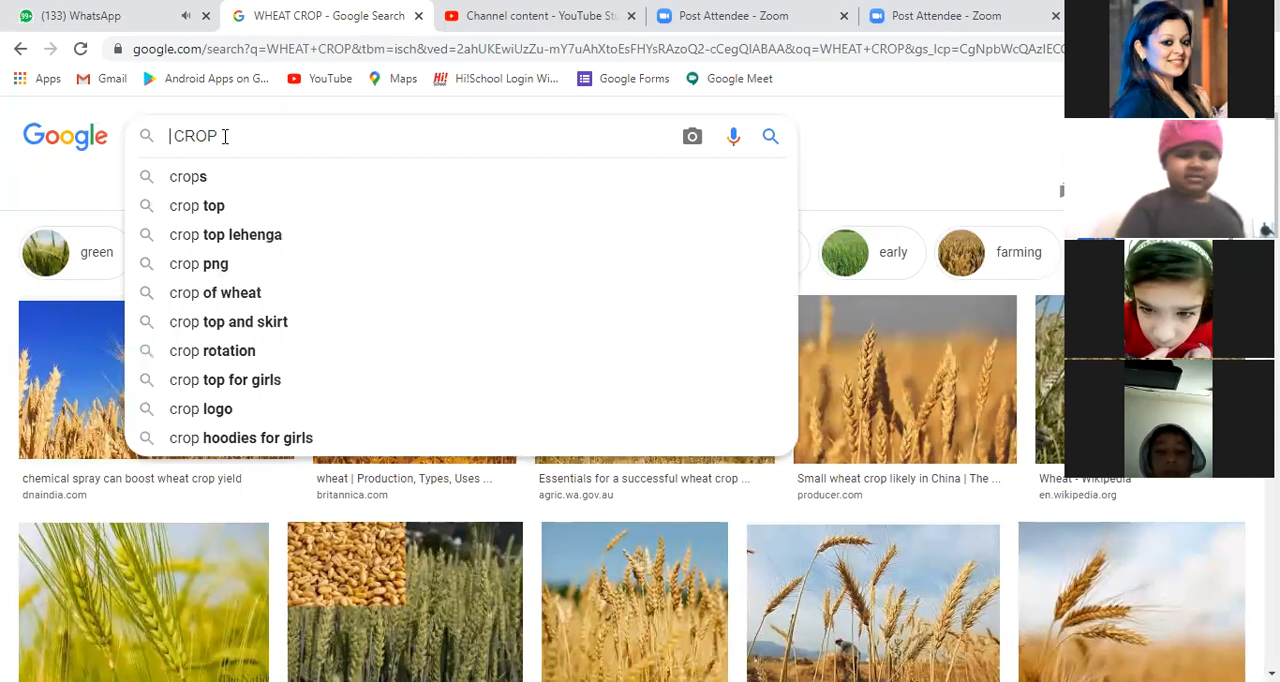 (133) WhatsApp
WHEAT CROP - Google Search
Channel content - YouTube St
Post Attendee - Zoom
Post Attendee - Zoom
google.com/search?q=WHEAT+CROP&tbm=isch&ved=2ahUKEwiUzZu-mY7uAhXtoEsFHYsRAzoQ2-cCegQIABAA&oq=WHEAT+CROP&gs_lcp=CgNpbWcQAzIEC
Apps
Gmail
Android Apps on G...
YouTube
Maps
Hi! Hi!School Login Wi...
Google Forms
Google Meet
Google
CROP
crops
crop top
crop top lehenga
crop png
crop of wheat
crop top and skirt
crop rotation
crop top for girls
crop logo
crop hoodies for girls
green
early
farming
chemical spray can boost wheat crop yield
dnaindia.com
wheat | Production, Types, Uses ...
britannica.com
Essentials for a successful wheat crop ...
agric.wa.gov.au
Small wheat crop likely in China | The ...
producer.com
Wheat - Wikipedia
en.wikipedia.org